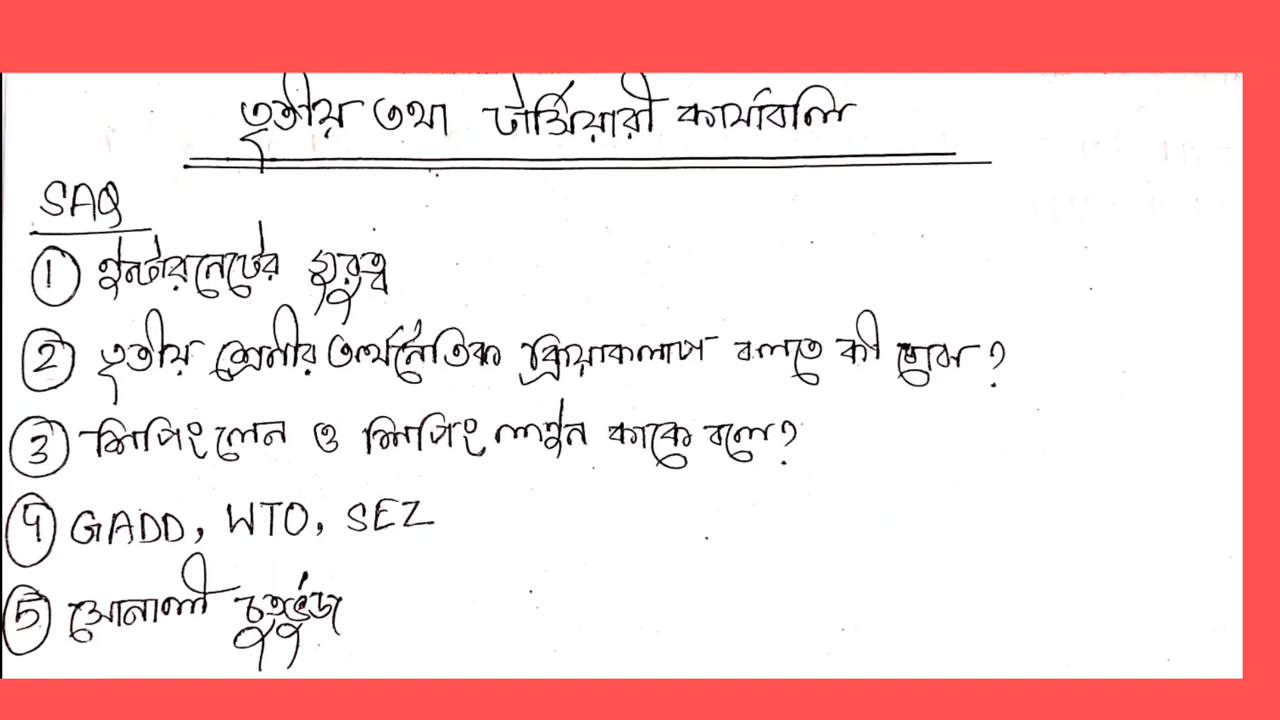 তৃতীয় তথা টার্সিয়ারী কার্যাবলি
SAQ
① ইন্টারনেটের গুরুত্ব
② তৃতীয় শ্রেণীর অর্থনৈতিক ক্রিয়াকলাপ বলতে কী বোঝ?
③ শিপিং লেন ও শিপিং লাইন কাকে বলে?
④ GADD, WTO, SEZ
⑤ সোনালী চতুর্ভুজ